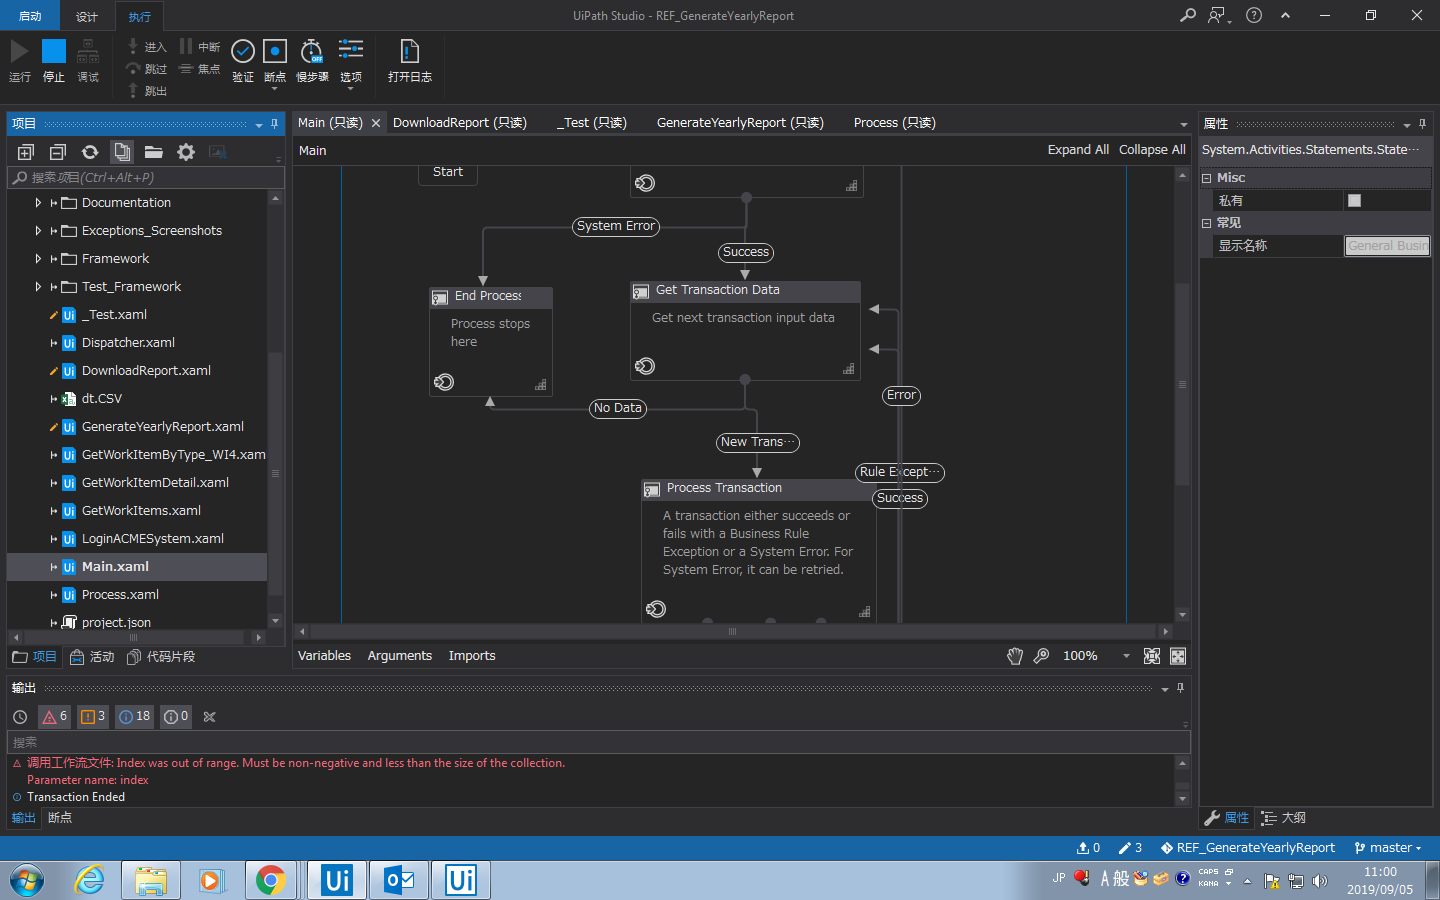 启动
设计
执行
UiPath Studio - REF_GenerateYearlyReport
运行
停止
调试
进入
跳过
跳出
中断
焦点
验证
断点
OFF
慢步骤
选项
打开日志
项目
搜索项目(Ctrl+Alt+P)
Documentation
Exceptions_Screenshots
Framework
Test_Framework
_Test.xaml
Dispatcher.xaml
DownloadReport.xaml
dt.CSV
GenerateYearlyReport.xaml
GetWorkItemByType_WI4.xam
GetWorkItemDetail.xaml
GetWorkItems.xaml
LoginACMESystem.xaml
Main.xaml
Process.xaml
project.json
项目
活动
代码片段
Main (只读)
DownloadReport (只读)
_Test (只读)
GenerateYearlyReport (只读)
Process (只读)
Main
Expand All
Collapse All
Start
System Error
Success
End Process
Process stops
here
Get Transaction Data
Get next transaction input data
No Data
Error
New Trans···
Rule Except···
Success
Process Transaction
A transaction either succeeds or
fails with a Business Rule
Exception or a System Error. For
System Error, it can be retried.
Variables
Arguments
Imports
100%
属性
System.Activities.Statements.State···
Misc
私有
常见
显示名称
General Busin
属性
大纲
输出
6
3
18
0
搜索
调用工作流文件: Index was out of range. Must be non-negative and less than the size of the collection.
Parameter name: index
Transaction Ended
输出
断点
0
3
REF_GenerateYearlyReport
master
JP
A 般
CAPS
KANA
11:00
2019/09/05